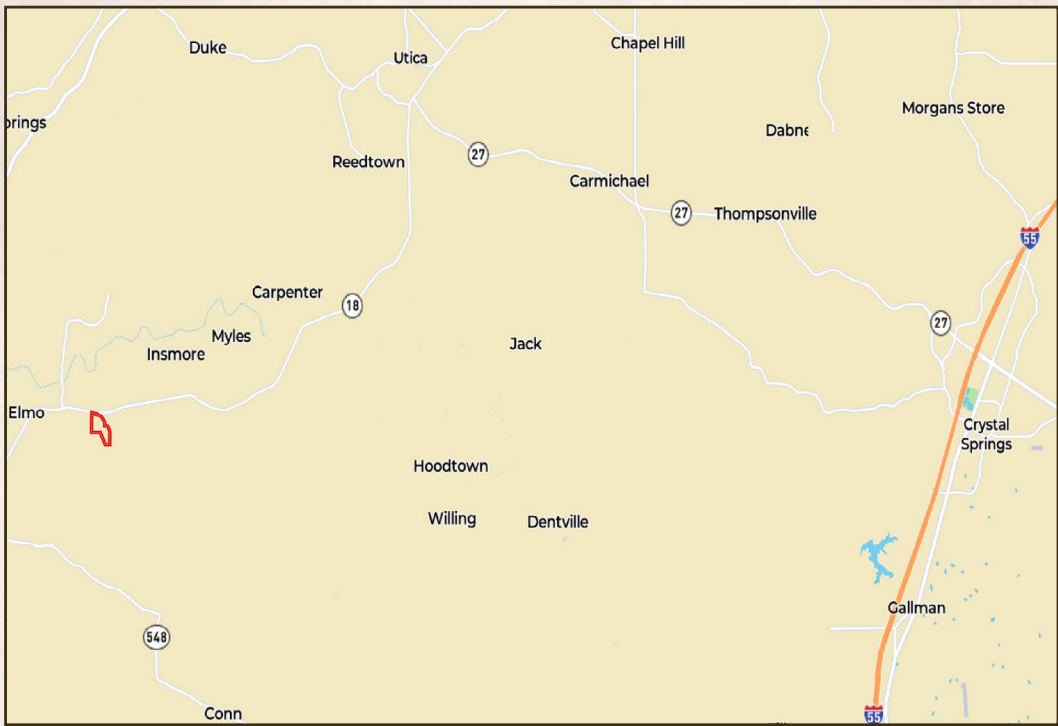 Duke
Utica
Chapel Hill
prings
Reedtown
27
Dabne
Morgans Store
Carmichael
27
Thompsonville
55
Carpenter
18
Myles
Insmore
Jack
27
Elmo
Crystal
Springs
Hoodtown
Willing
Dentville
548
Gallman
Conn
55